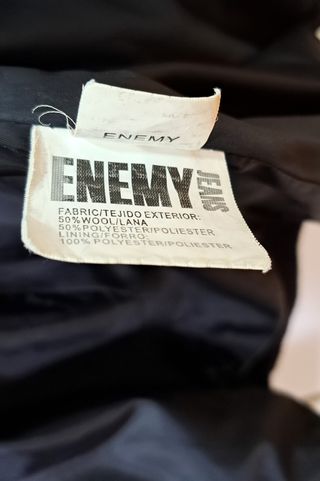 ENEMY
ENEMY JEANS
FABRIC/TEJIDO EXTERIOR:
50% WOOL/LANA
50% POLYESTER/POLIESTER
LINING/FORRO:
100% POLYESTER/POLIESTER